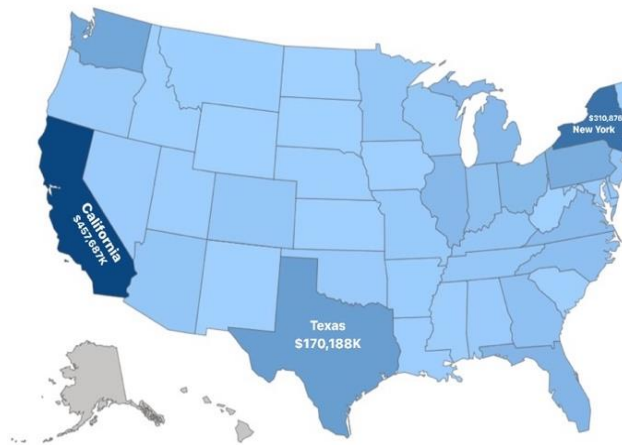 $310,876
New York
California
$457,687K
Texas
$170,188K